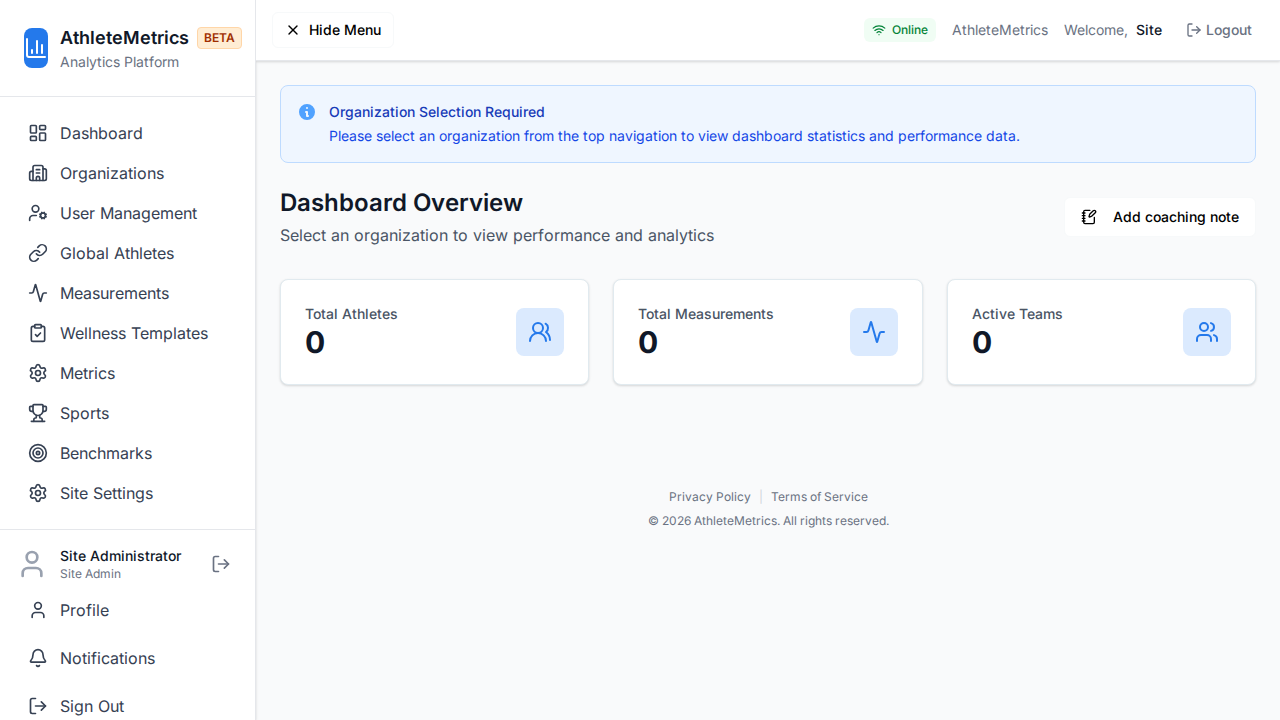 AthleteMetrics BETA
Analytics Platform
Dashboard
Organizations
User Management
Global Athletes
Measurements
Wellness Templates
Metrics
Sports
Benchmarks
Site Settings
Site Administrator
Site Admin
Profile
Notifications
Sign Out
Hide Menu
Online AthleteMetrics Welcome, Site Logout
Organization Selection Required
Please select an organization from the top navigation to view dashboard statistics and performance data.
Dashboard Overview
Select an organization to view performance and analytics
Add coaching note
Total Athletes
0
Total Measurements
0
Active Teams
0
Privacy Policy Terms of Service
© 2026 AthleteMetrics. All rights reserved.